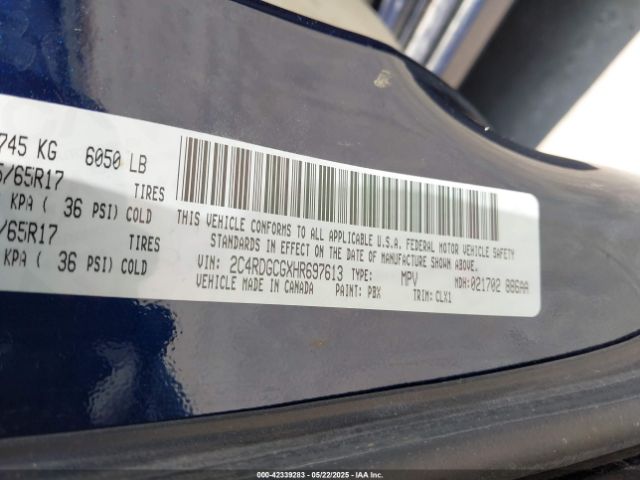 745 KG 6050 LB
/65R17 TIRES
KPA ( 36 PSI) COLD
/65R17 TIRES
KPA ( 36 PSI) COLD
THIS VEHICLE CONFORMS TO ALL APPLICABLE U.S.A. FEDERAL MOTOR VEHICLE SAFETY
STANDARDS IN EFFECT ON THE DATE OF MANUFACTURE SHOWN ABOVE.
VIN: 2C4RDGCGXHR697613 TYPE: MPV MDH:021702 886AA
VEHICLE MADE IN CANADA PAINT: PBX TRIM: CLX1
© 000-42339283 - 05/22/2025 - IAA Inc.